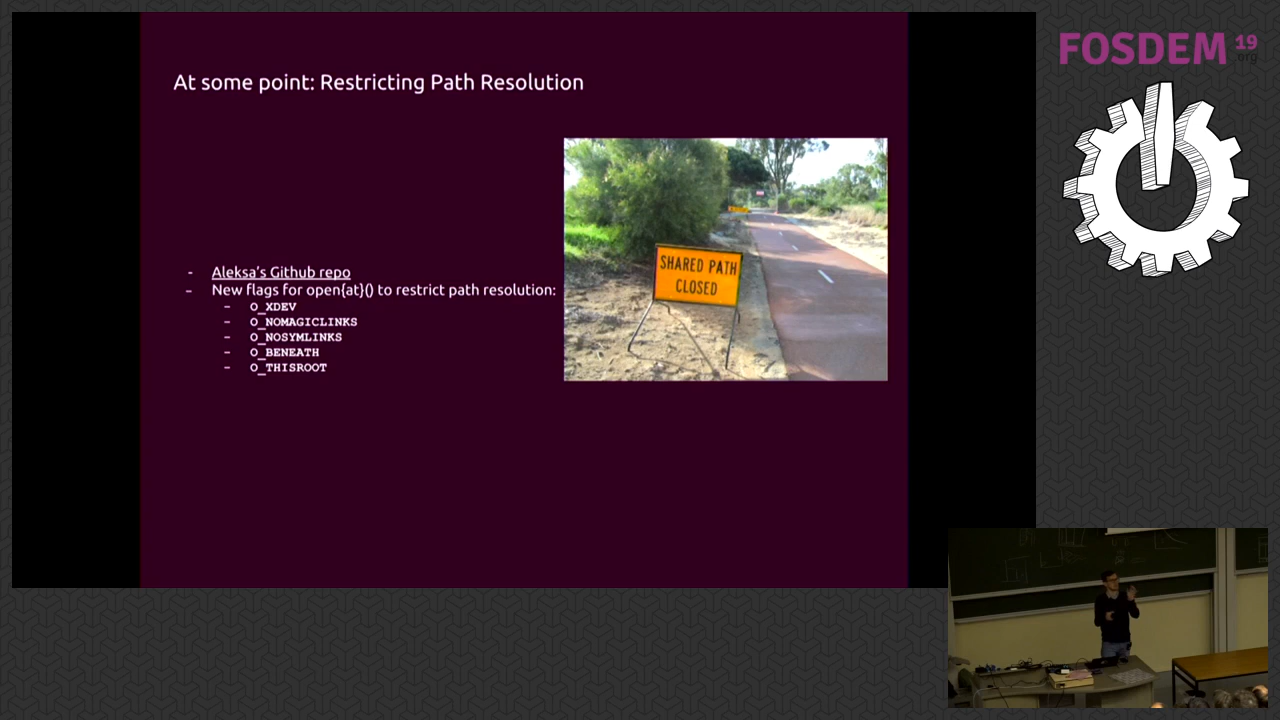 At some point: Restricting Path Resolution
- Aleksa's Github repo
- New flags for open{at}() to restrict path resolution:
- O_XDEV
- O_NOMAGICLINKS
- O_NOSYMLINKS
- O_BENEATH
- O_THISROOT
SHARED PATH
CLOSED
FOSDEM 19
org